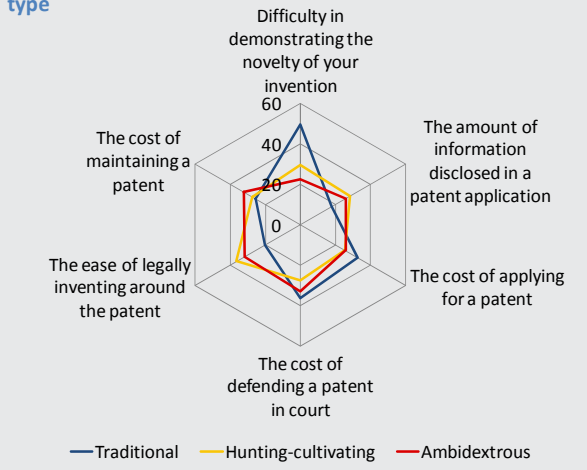 type
Difficulty in
demonstrating the
novelty of your
invention
60
40
20
0
The amount of
information
disclosed in a
patent application
The cost of applying
for a patent
The cost of
defending a patent
in court
The ease of legally
inventing around
the patent
The cost of
maintaining a
patent
Traditional Hunting-cultivating Ambidextrous